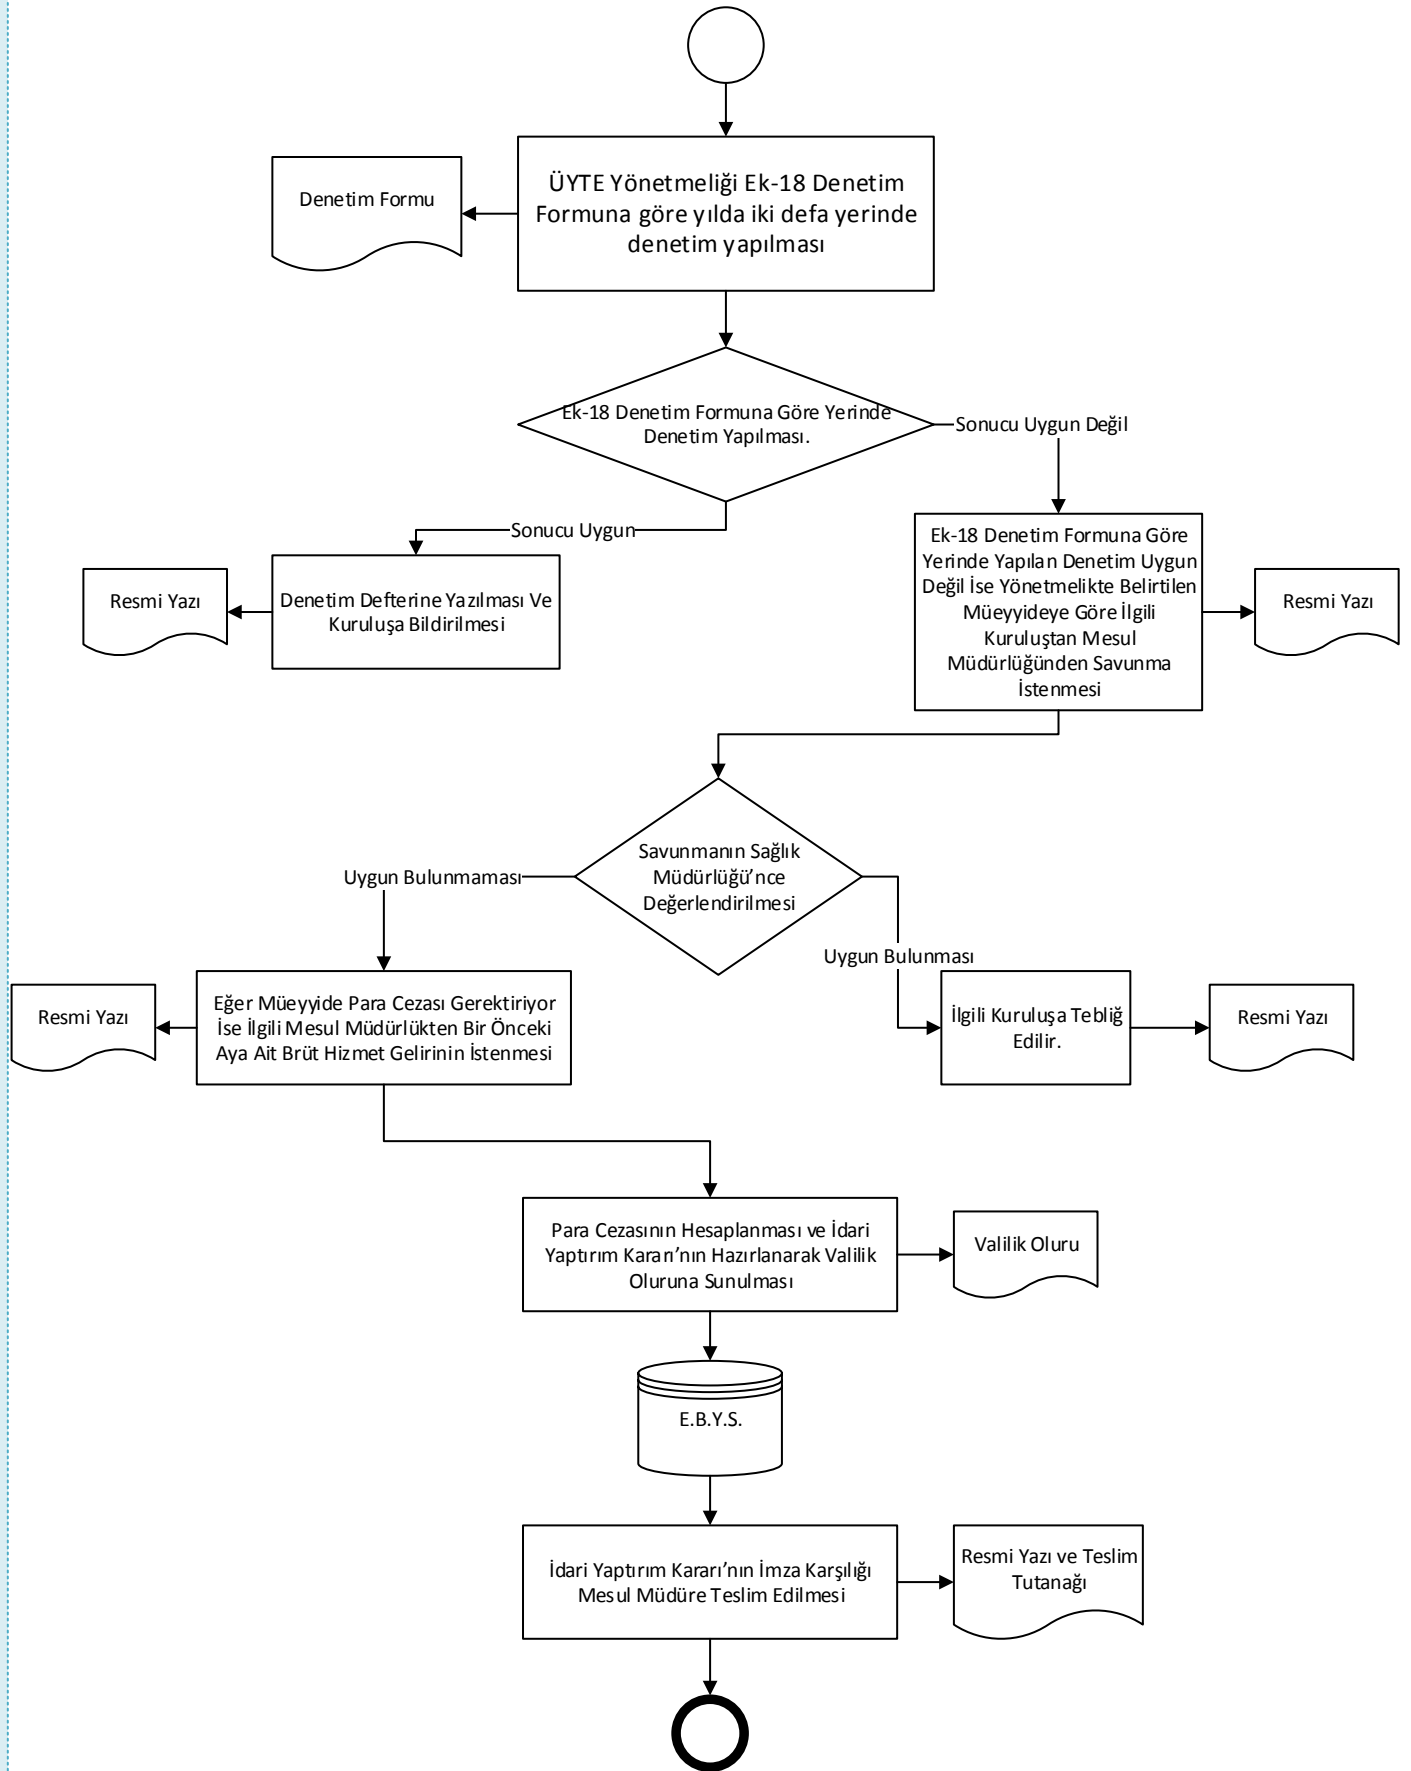 ÜYTE Yönetmeliği Ek-18 Denetim
Formuna göre yılda iki defa yerinde
denetim yapılması
Denetim Formu
Ek-18 Denetim Formuna Göre Yerinde
Denetim Yapılması.
Sonucu Uygun Değil
Sonucu Uygun
Resmi Yazı
Denetim Defterine Yazılması Ve
Kuruluşa Bildirilmesi
Ek-18 Denetim Formuna Göre
Yerinde Yapılan Denetim Uygun
Değil İse Yönetmelikte Belirtilen
Müeyyideye Göre İlgili
Kuruluştan Mesul
Müdürlüğünden Savunma
İstenmesi
Resmi Yazı
Savunmanın Sağlık
Müdürlüğü’nce
Değerlendirilmesi
Uygun Bulunmaması
Uygun Bulunması
Resmi Yazı
Eğer Müeyyide Para Cezası Gerektiriyor
İse İlgili Mesul Müdürlükten Bir Önceki
Aya Ait Brüt Hizmet Gelirinin İstenmesi
İlgili Kuruluşa Tebliğ
Edilir.
Resmi Yazı
Para Cezasının Hesaplanması ve İdari
Yaptırım Kararı’nın Hazırlanarak Valilik
Oluruna Sunulması
Valilik Oluru
E.B.Y.S.
İdari Yaptırım Kararı’nın İmza Karşılığı
Mesul Müdüre Teslim Edilmesi
Resmi Yazı ve Teslim
Tutanağı